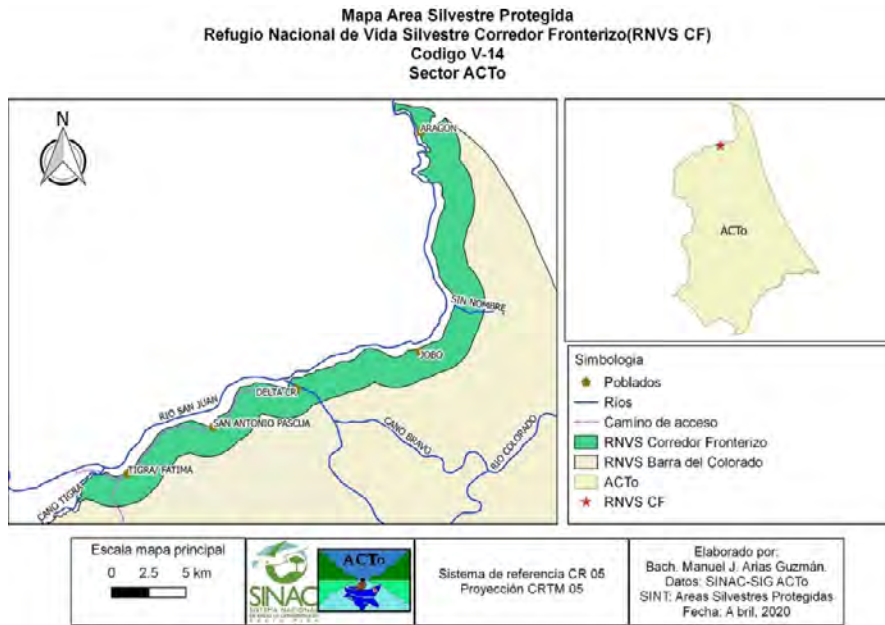 Mapa Area Silvestre Protegida
Refugio Nacional de Vida Silvestre Corredor Fronterizo(RNVS CF)
Codigo V-14
Sector ACTo
N
ARAGON
SIN NOMBRE
JOBO
DELTA CR
RIO SAN JUAN
SAN ANTONIO PASCUA
CAÑO BRAVO
RIO COLORADO
TIGRA/ FATIMA
CANO TIGRA
ACTo
Simbologia
Poblados
Ríos
Camino de acceso
RNVS Corredor Fronterizo
RNVS Barra del Colorado
ACTo
RNVS CF
Escala mapa principal
0 2.5 5 km
SINAC
SISTEMA NACIONAL
ACTo
Sistema de referencia CR 05
Proyección CRTM 05
Elaborado por:
Bach. Manuel J. Arias Guzmán.
Datos: SINAC-SIG ACTo
SINT: Areas Silvestres Protegidas
Fecha: A bril, 2020